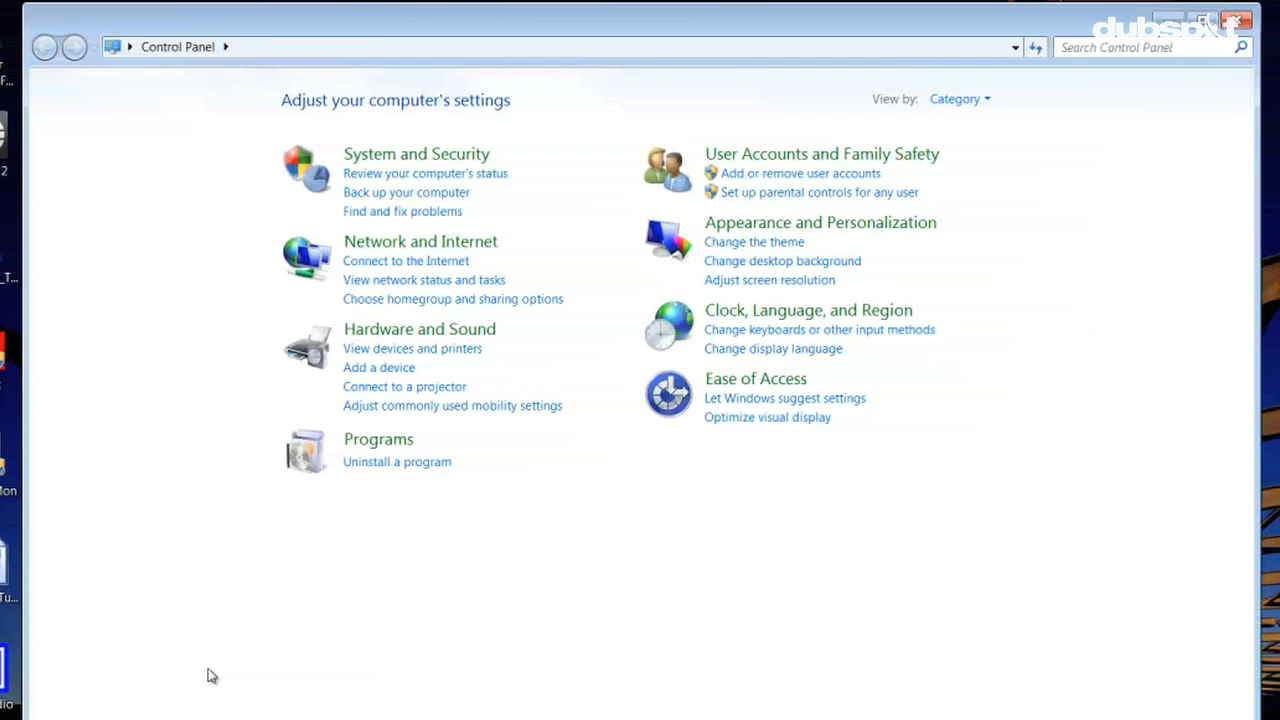 dubspot
Control Panel
Search Control Panel
Adjust your computer's settings
View by: Category
System and Security
Review your computer's status
Back up your computer
Find and fix problems
Network and Internet
Connect to the Internet
View network status and tasks
Choose homegroup and sharing options
Hardware and Sound
View devices and printers
Add a device
Connect to a projector
Adjust commonly used mobility settings
Programs
Uninstall a program
User Accounts and Family Safety
Add or remove user accounts
Set up parental controls for any user
Appearance and Personalization
Change the theme
Change desktop background
Adjust screen resolution
Clock, Language, and Region
Change keyboards or other input methods
Change display language
Ease of Access
Let Windows suggest settings
Optimize visual display
F...
2
_T...
Mon
Tu...
dio